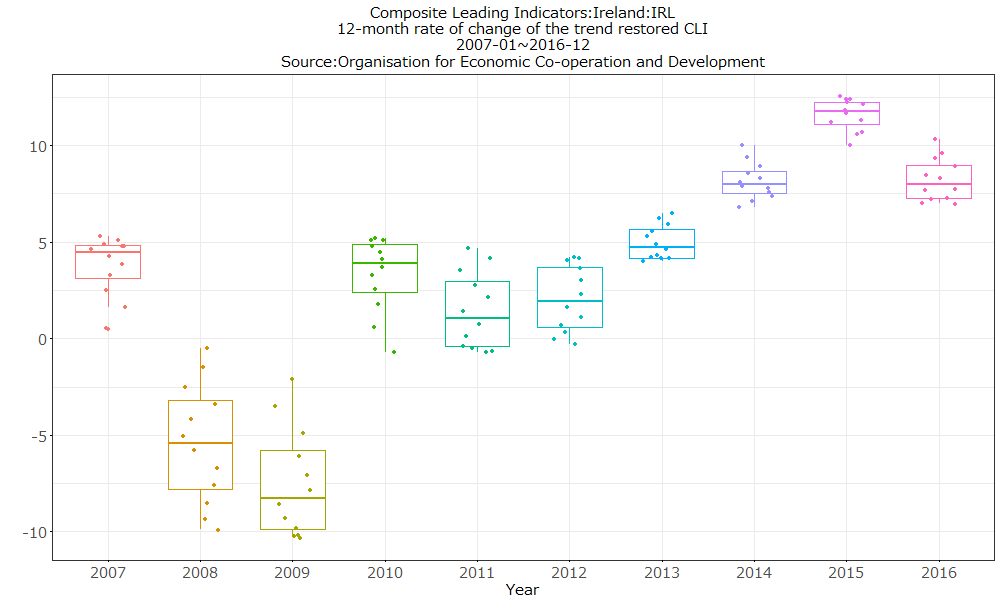 Composite Leading Indicators:Ireland:IRL
12-month rate of change of the trend restored CLI
2007-01~2016-12
Source:Organisation for Economic Co-operation and Development
10
5
0
-5
-10
2007 2008 2009 2010 2011 2012 2013 2014 2015 2016
Year